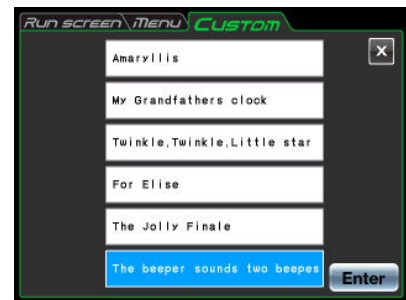 Run screen Menu Custom
Amaryllis
My Grandfathers clock
Twinkle,Twinkle,Little star
For Elise
The Jolly Finale
The beeper sounds two beepes
Enter